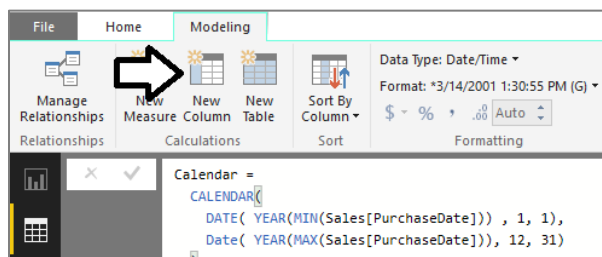 File Home Modeling
Data Type: Date/Time
Format: *3/14/2001 1:30:55 PM (G)
Manage Relationships
New Measure
New Column
New Table
Sort By Column
$ % , .00 Auto
Relationships Calculations Sort Formatting
Calendar =
CALENDAR(
DATE( YEAR(MIN(Sales[PurchaseDate])) , 1, 1),
Date( YEAR(MAX(Sales[PurchaseDate])), 12, 31)